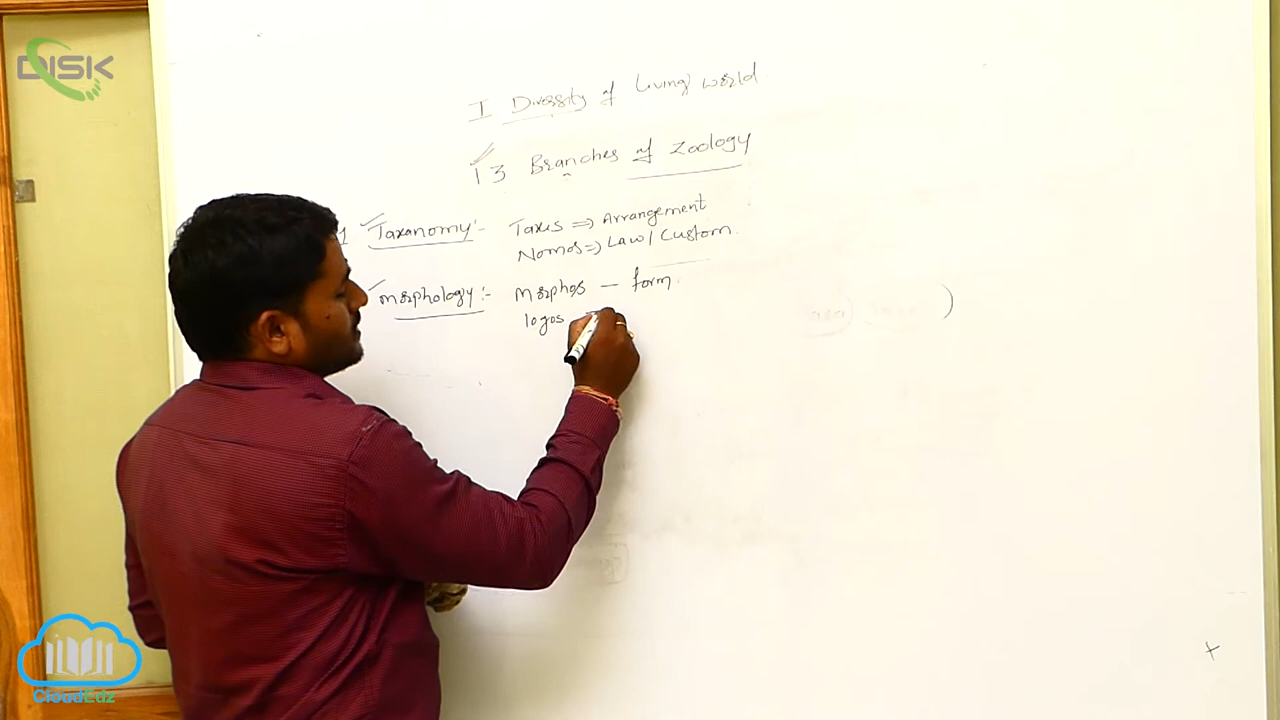 DISK
I Diversity of Living World
1.3 Branches of Zoology
1 Taxanomy:- Taxis => Arrangement
Nomos => Law / Custom.
Morphology:- Morphos — form.
logos
CloudEdz